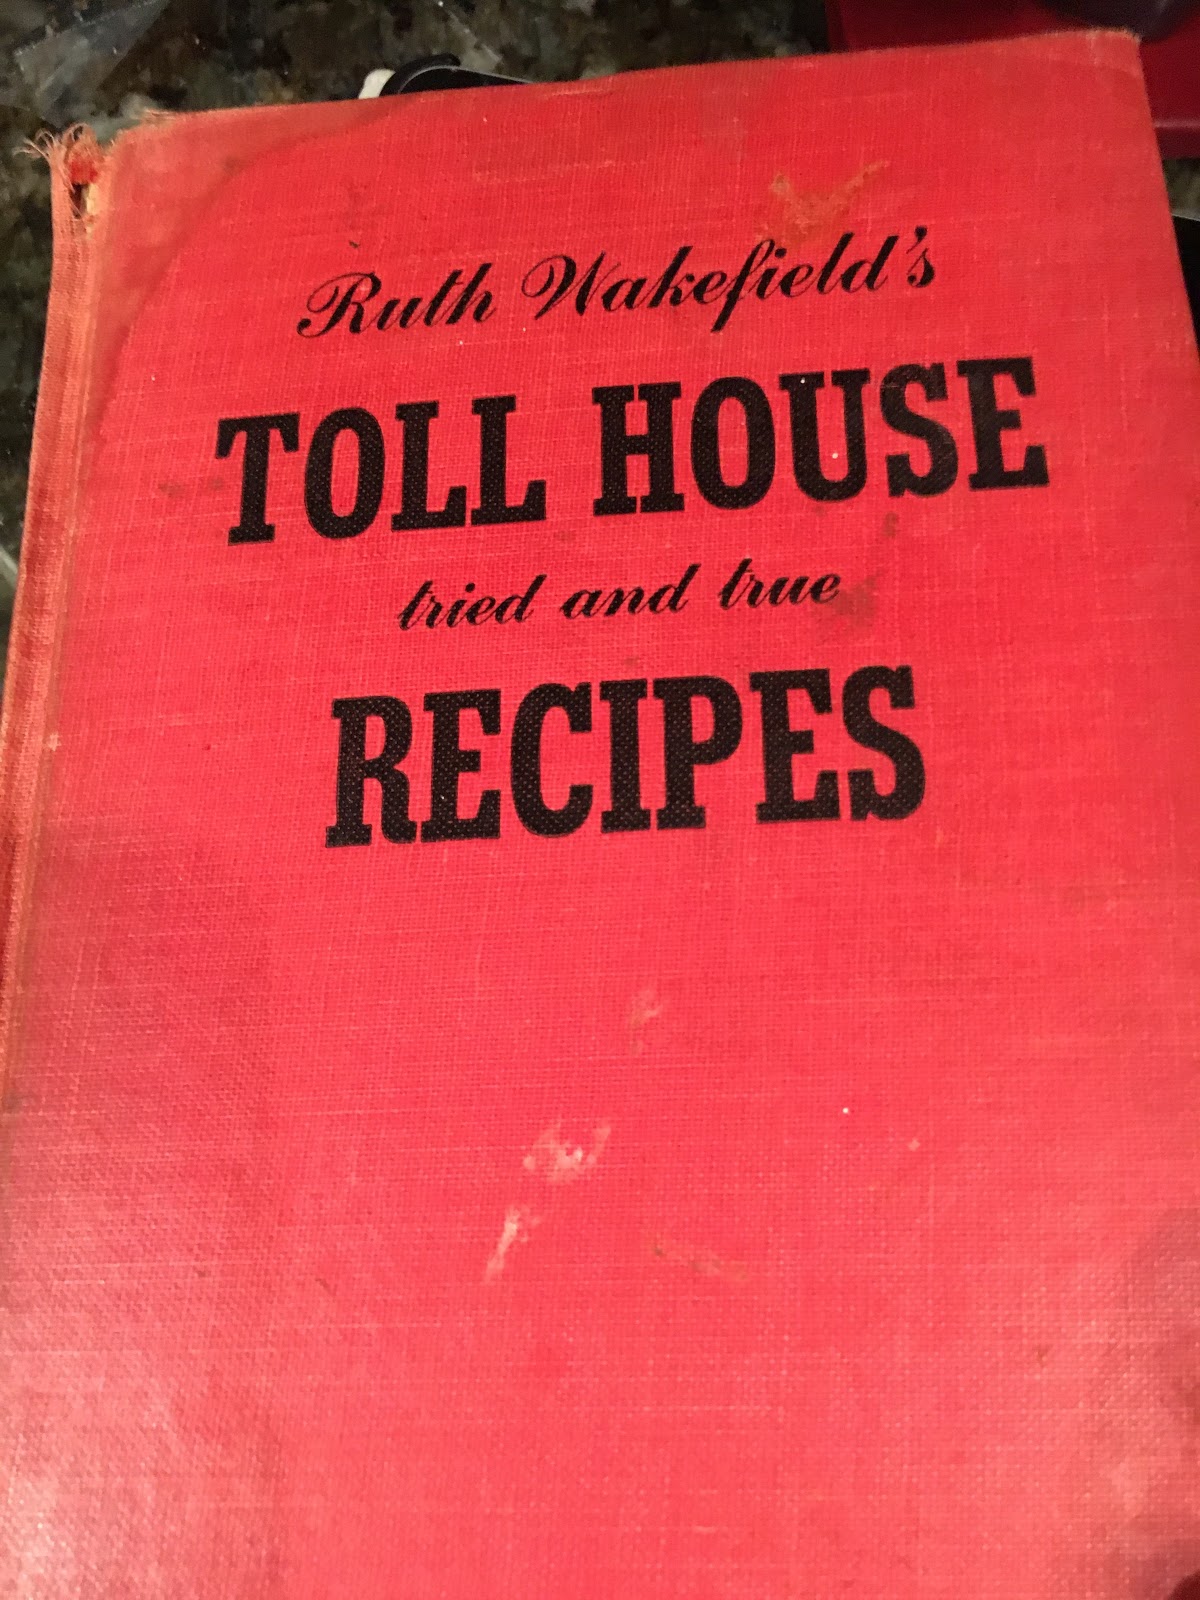 Ruth Wakefield's
TOLL HOUSE
tried and true
RECIPES